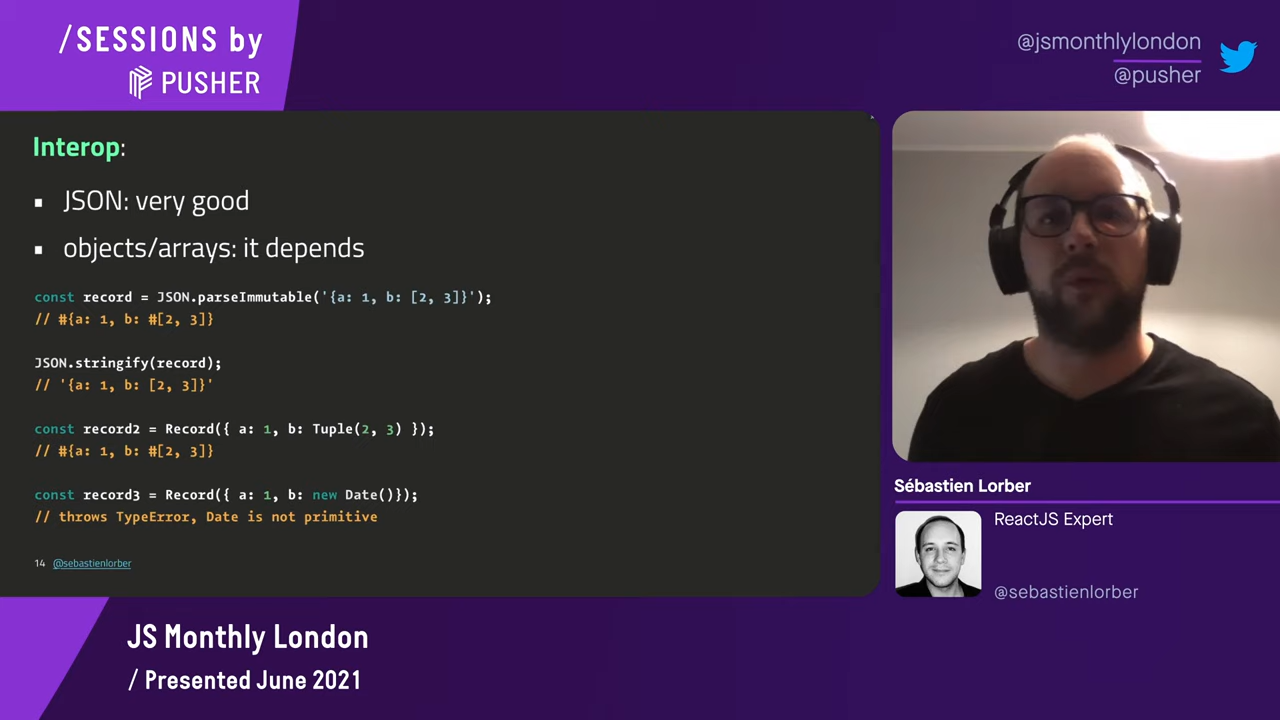 /SESSIONS by
PUSHER
@jsmonthlylondon
@pusher
Interop:
▪ JSON: very good
▪ objects/arrays: it depends
const record = JSON.parseImmutable('{a: 1, b: [2, 3]}');
// #{a: 1, b: #[2, 3]}
JSON.stringify(record);
// '{a: 1, b: [2, 3]}'
const record2 = Record({ a: 1, b: Tuple(2, 3) });
// #{a: 1, b: #[2, 3]}
const record3 = Record({ a: 1, b: new Date()});
// throws TypeError, Date is not primitive
14 @sebastienlorber
Sébastien Lorber
ReactJS Expert
@sebastienlorber
JS Monthly London
/ Presented June 2021